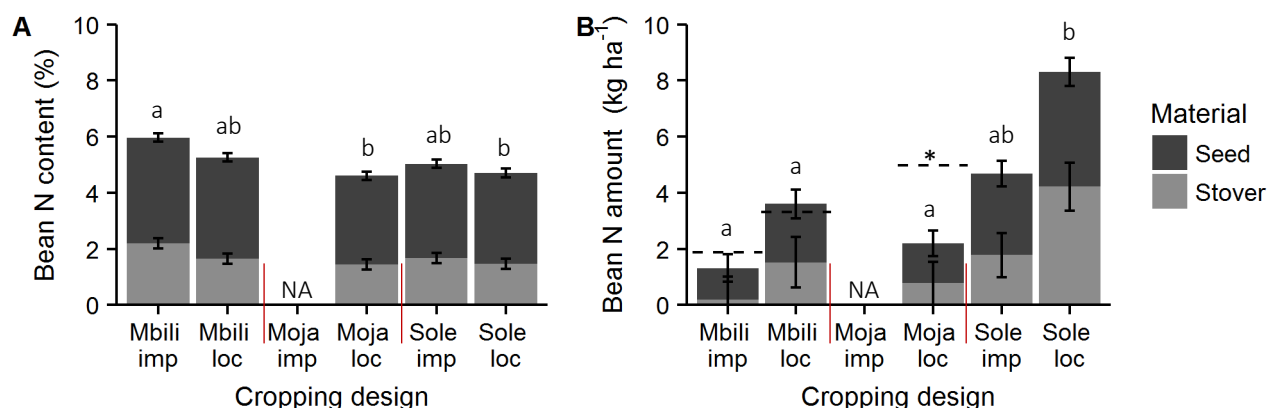 A
Bean N content (%)
10
8
6
4
2
0
a
ab
NA
b
ab
b
Mbili imp
Mbili loc
Moja imp
Moja loc
Sole imp
Sole loc
Cropping design
B
Bean N amount (kg ha⁻¹)
10
8
6
4
2
0
a
a
NA
*
a
ab
b
Mbili imp
Mbili loc
Moja imp
Moja loc
Sole imp
Sole loc
Cropping design
Material
Seed
Stover